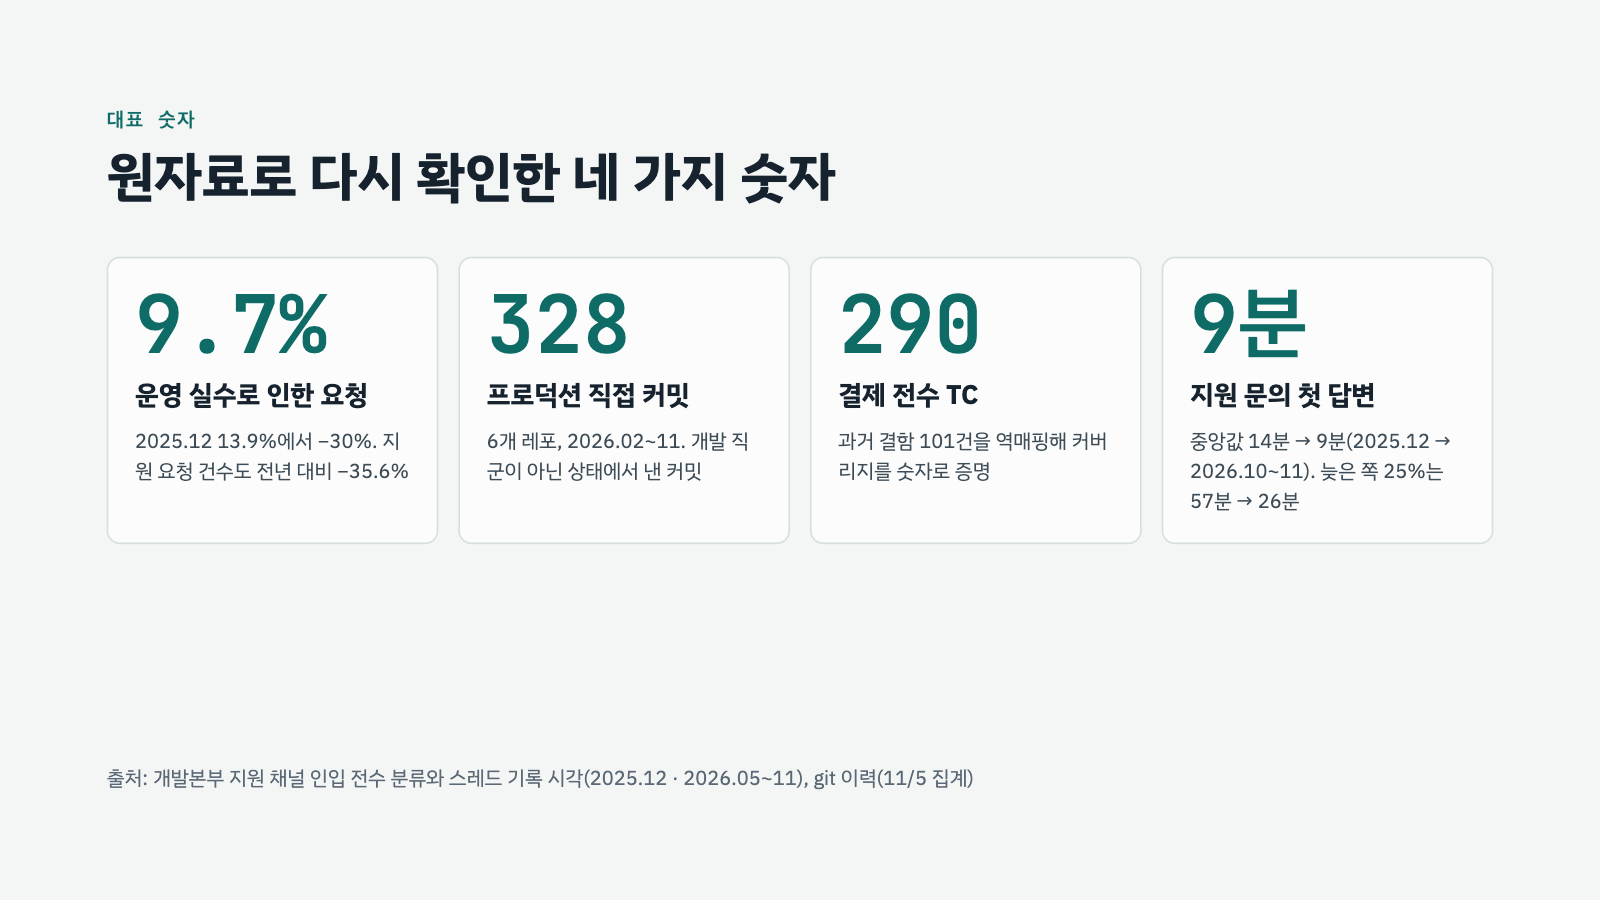 대표 숫자
원자료로 다시 확인한 네 가지 숫자
9.7%
운영 실수로 인한 요청
2025.12 13.9%에서 −30%. 지
원 요청 건수도 전년 대비 −35.6%
328
프로덕션 직접 커밋
6개 레포, 2026.02~11. 개발 직
군이 아닌 상태에서 낸 커밋
290
결제 전수 TC
과거 결함 101건을 역매핑해 커버
리지를 숫자로 증명
9분
지원 문의 첫 답변
중앙값 14분 → 9분(2025.12 →
2026.10~11). 늦은 쪽 25%는
57분 → 26분
출처: 개발본부 지원 채널 인입 전수 분류와 스레드 기록 시각(2025.12 · 2026.05~11), git 이력(11/5 집계)